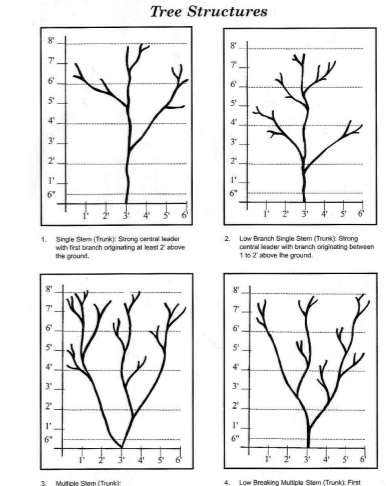 Tree Structures
8'
7'
6'
5'
4'
3'
2'
1'
6"
1' 2' 3' 4' 5' 6'
1. Single Stem (Trunk): Strong central leader
with first branch originating at least 2' above
the ground.
8'
7'
6'
5'
4'
3'
2'
1'
6"
1' 2' 3' 4' 5' 6'
2. Low Branch Single Stem (Trunk): Strong
central leader with branch originating between
1 to 2' above the ground.
8'
7'
6'
5'
4'
3'
2'
1'
6"
1' 2' 3' 4' 5' 6'
3. Multiple Stem (Trunk):
8'
7'
6'
5'
4'
3'
2'
1'
6"
1' 2' 3' 4' 5' 6'
4. Low Breaking Multiple Stem (Trunk): First